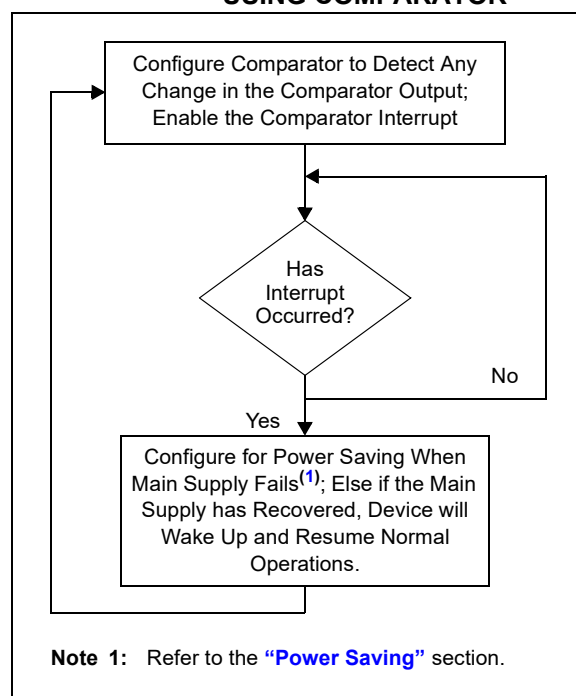 USING COMPARATOR
Configure Comparator to Detect Any
Change in the Comparator Output;
Enable the Comparator Interrupt
Has
Interrupt
Occurred?
No
Yes
Configure for Power Saving When
Main Supply Fails(1); Else if the Main
Supply has Recovered, Device will
Wake Up and Resume Normal
Operations.
Note 1: Refer to the “Power Saving” section.